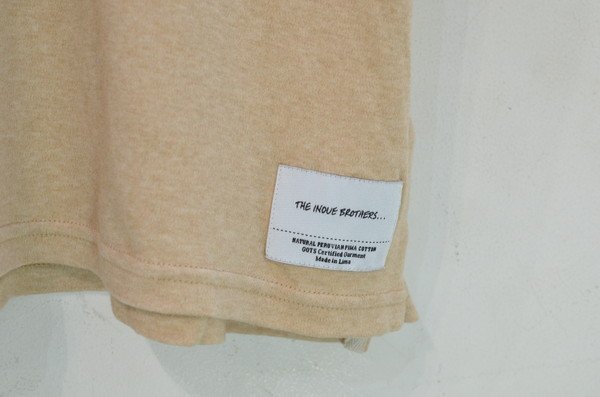 THE INOUE BROTHERS...
NATURAL PERUVIAN PIMA COTTON
GOTS Certified Garment
Made in Lima